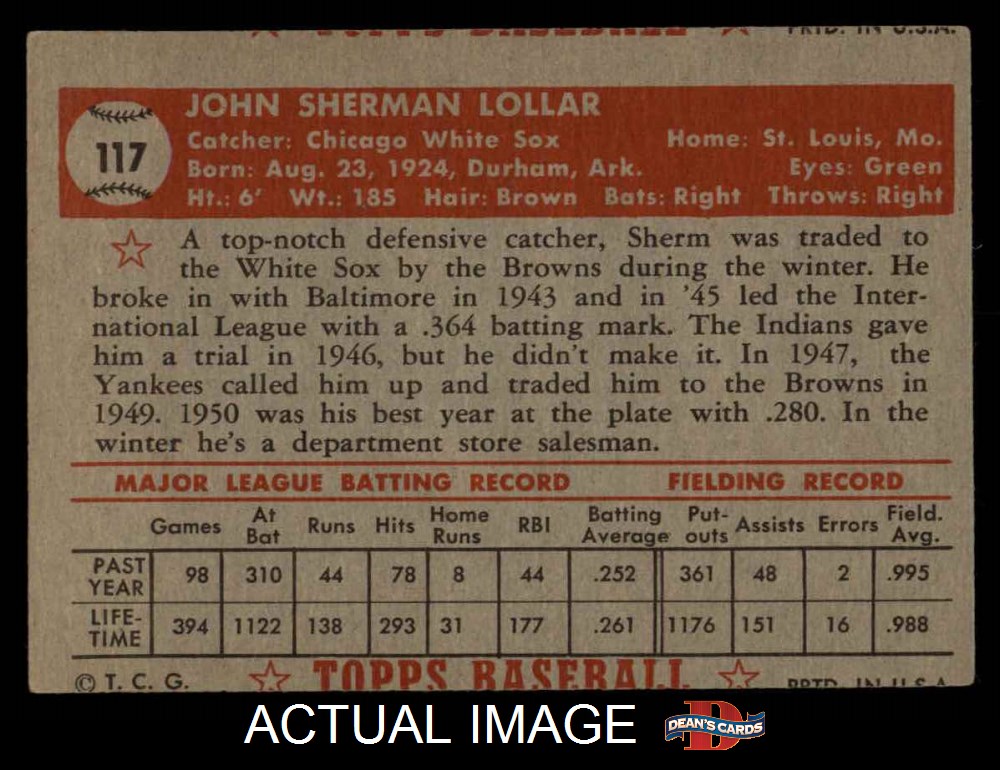 TOPPS BASEBALL PRTD. IN U.S.A.
JOHN SHERMAN LOLLAR
117
Catcher: Chicago White Sox Home: St. Louis, Mo.
Born: Aug. 23, 1924, Durham, Ark. Eyes: Green
Ht.: 6' Wt.: 185 Hair: Brown Bats: Right Throws: Right
A top-notch defensive catcher, Sherm was traded to
the White Sox by the Browns during the winter. He
broke in with Baltimore in 1943 and in '45 led the Inter-
national League with a .364 batting mark. The Indians gave
him a trial in 1946, but he didn't make it. In 1947, the
Yankees called him up and traded him to the Browns in
1949. 1950 was his best year at the plate with .280. In the
winter he's a department store salesman.
MAJOR LEAGUE BATTING RECORD FIELDING RECORD
Games At Bat Runs Hits Home Runs RBI Batting Average Put-outs Assists Errors Field. Avg.
PAST YEAR 98 310 44 78 8 44 .252 361 48 2 .995
LIFE-TIME 394 1122 138 293 31 177 .261 1176 151 16 .988
© T. C. G. TOPPS BASEBALL PRTD. IN U.S.A.
ACTUAL IMAGE DEAN'S CARDS